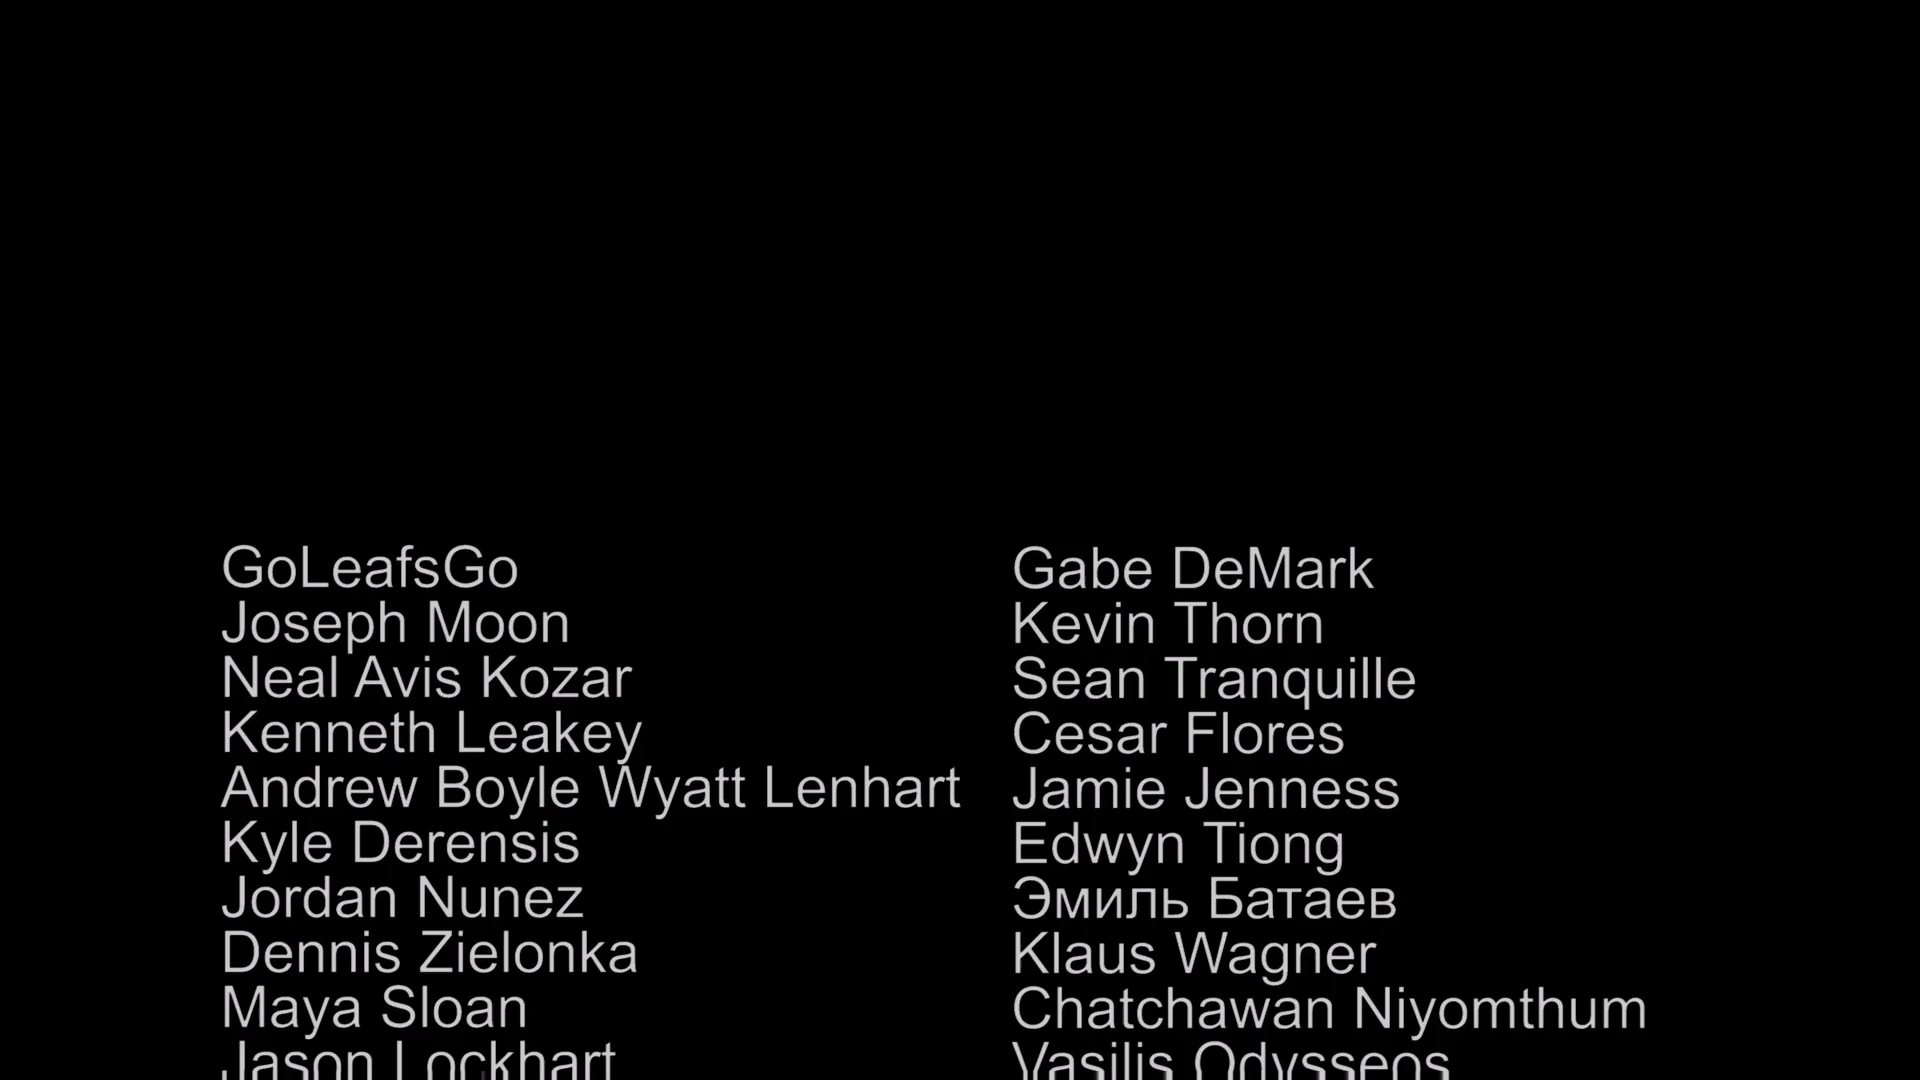 GoLeafsGo
Joseph Moon
Neal Avis Kozar
Kenneth Leakey
Andrew Boyle Wyatt Lenhart
Kyle Derensis
Jordan Nunez
Dennis Zielonka
Maya Sloan
Jason Lockhart
Gabe DeMark
Kevin Thorn
Sean Tranquille
Cesar Flores
Jamie Jenness
Edwyn Tiong
Эмиль Батаев
Klaus Wagner
Chatchawan Niyomthum
Vasilis Odysseos